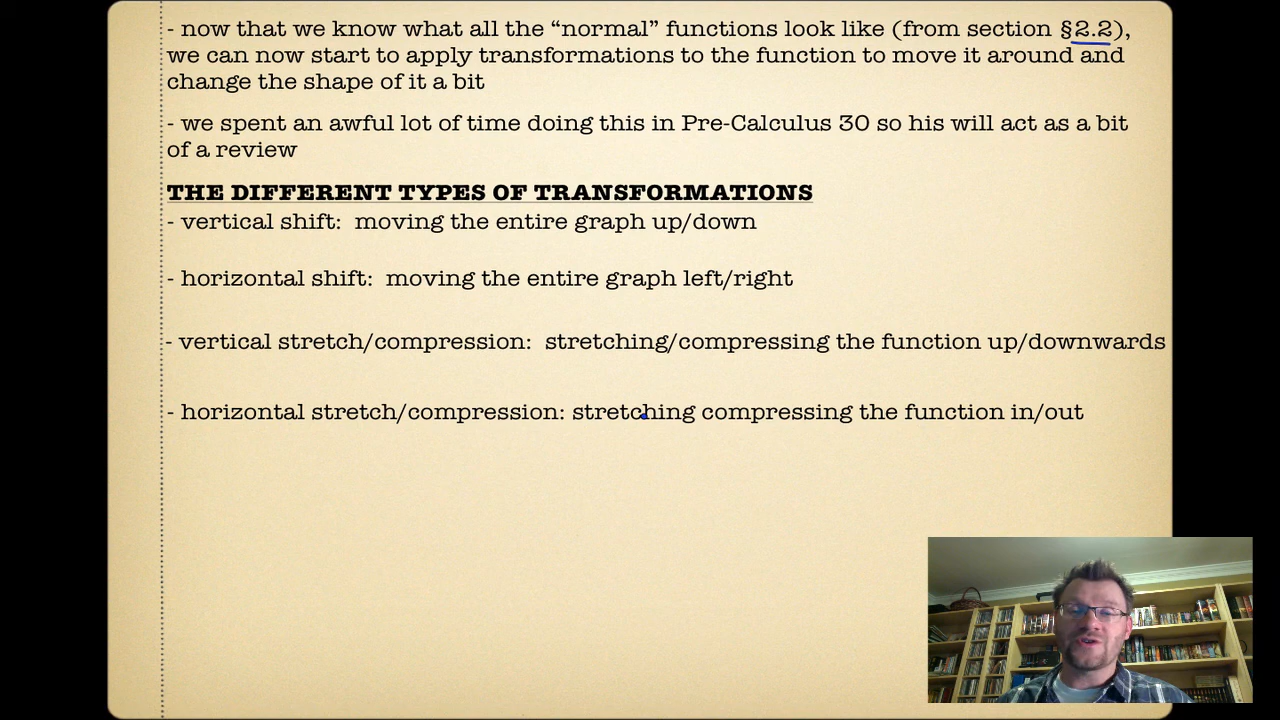 - now that we know what all the “normal” functions look like (from section §2.2),
we can now start to apply transformations to the function to move it around and
change the shape of it a bit
- we spent an awful lot of time doing this in Pre-Calculus 30 so his will act as a bit
of a review
THE DIFFERENT TYPES OF TRANSFORMATIONS
- vertical shift:  moving the entire graph up/down
- horizontal shift:  moving the entire graph left/right
- vertical stretch/compression:  stretching/compressing the function up/downwards
- horizontal stretch/compression: stretching compressing the function in/out